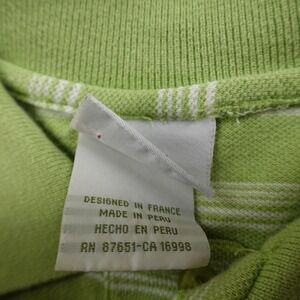 DESIGNED IN FRANCE
MADE IN PERU
HECHO EN PERU
RN 87651-CA 16998